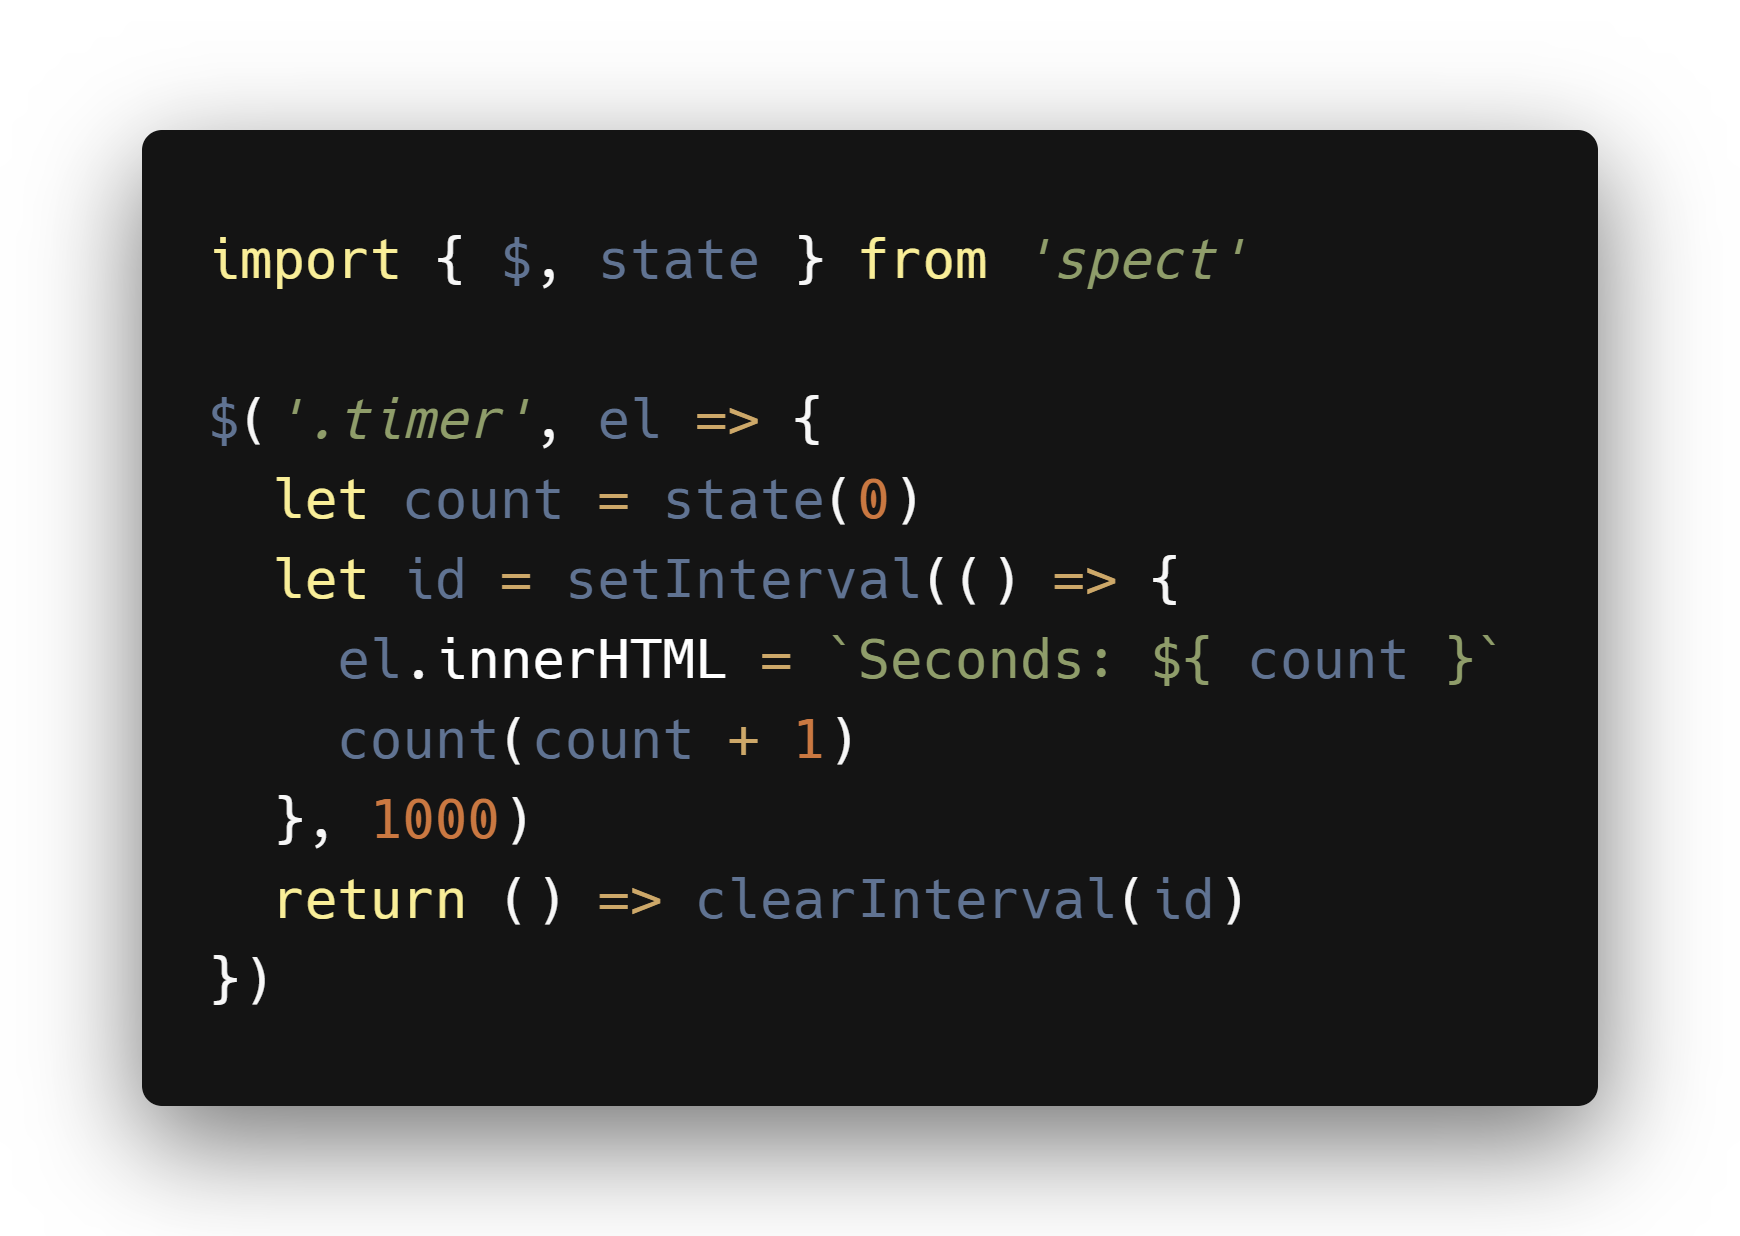 import { $, state } from 'spect'

$('.timer', el => {
  let count = state(0)
  let id = setInterval(() => {
    el.innerHTML = `Seconds: ${ count }`
    count(count + 1)
  }, 1000)
  return () => clearInterval(id)
})